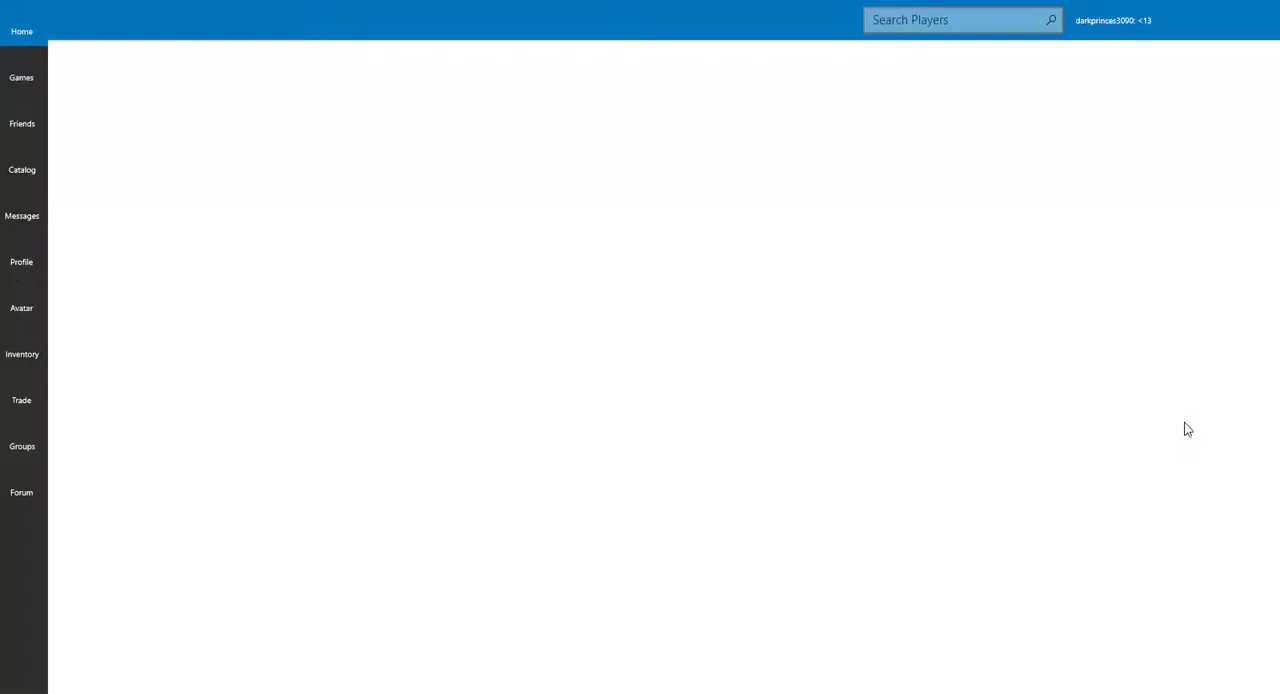 Home
Search Players
darkprinces3090: <13
Games
Friends
Catalog
Messages
Profile
Avatar
Inventory
Trade
Groups
Forum